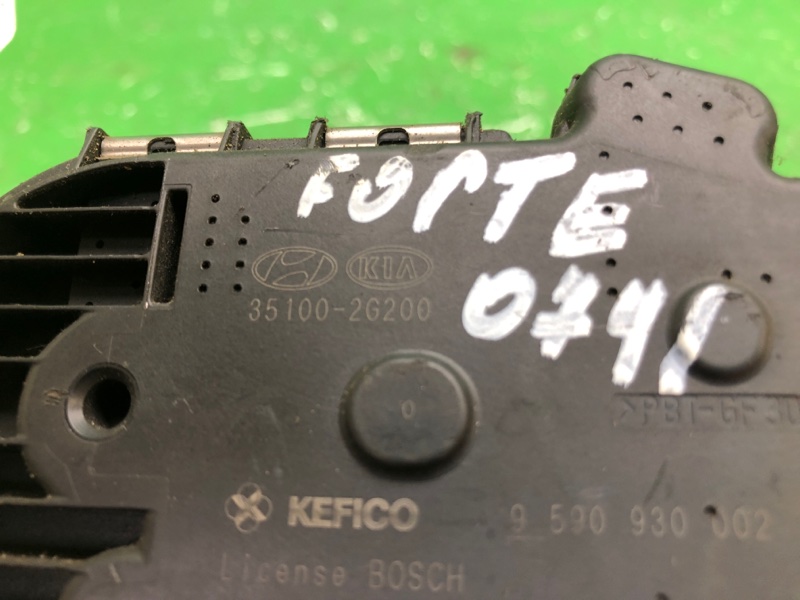 FORTE
0741
KIA
35100-2G200
>PBT-GF30
KEFICO
9 590 930 002
License BOSCH